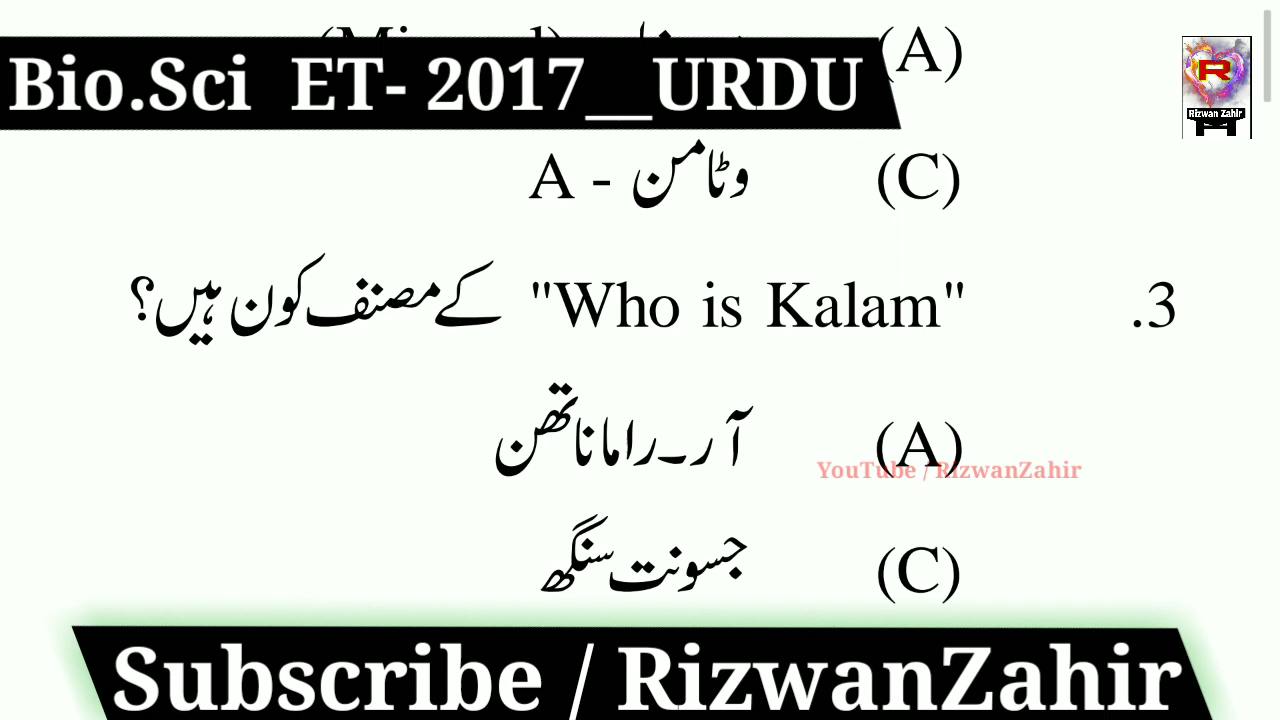 (A)
Bio.Sci ET- 2017__URDU
R
Rizwan Zahir
(C) وٹامن - A
.3 "Who is Kalam" کے مصنف کون ہیں؟
(A) آر۔راماناتھن
YouTube / RizwanZahir
(C) جسونت سنگھ
Subscribe / RizwanZahir